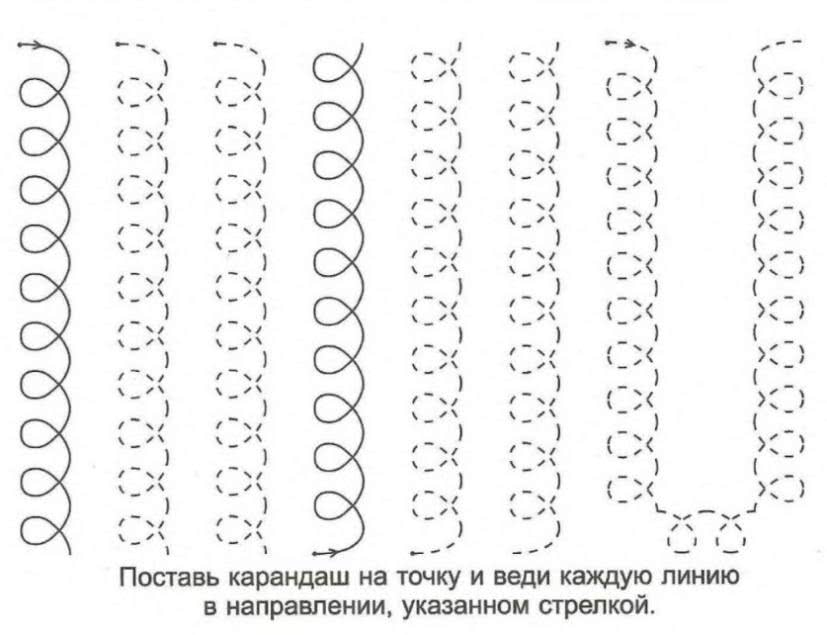 Поставь карандаш на точку и веди каждую линию
в направлении, указанном стрелкой.